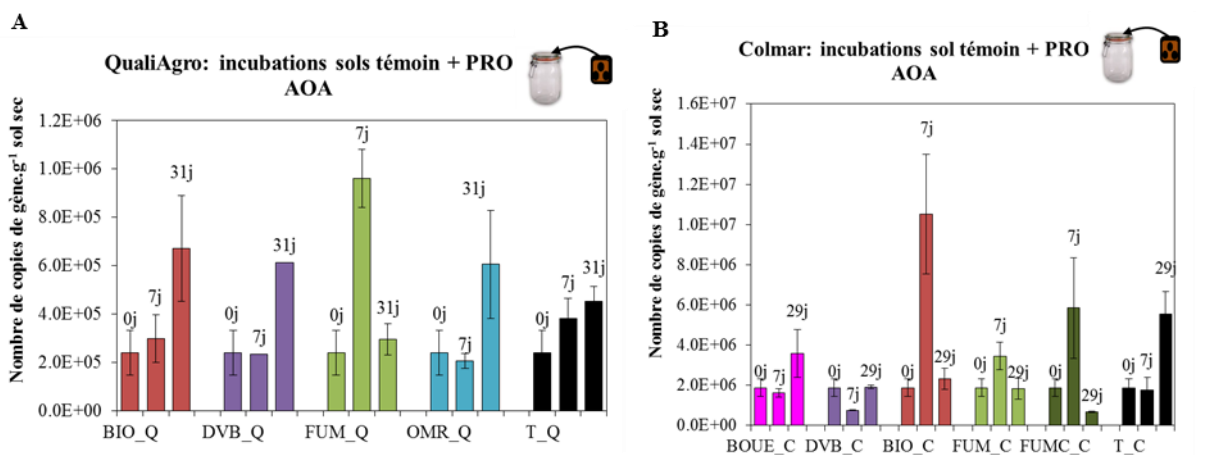 A
QualiAgro: incubations sols témoin + PRO
AOA
Nombre de copies de gène.g-1 sol sec
1.2E+06
1.0E+06
8.0E+05
6.0E+05
4.0E+05
2.0E+05
0.0E+00
0j
7j
31j
0j
7j
31j
0j
7j
31j
0j
7j
31j
0j
7j
31j
BIO_Q DVB_Q FUM_Q OMR_Q T_Q
B
Colmar: incubations sol témoin + PRO
AOA
Nombre de copies de gène.g-1 sol sec
1.6E+07
1.4E+07
1.2E+07
1.0E+07
8.0E+06
6.0E+06
4.0E+06
2.0E+06
0.0E+00
0j
7j
29j
0j
7j
29j
0j
7j
29j
0j
7j
29j
0j
7j
29j
0j
7j
29j
BOUE_C DVB_C BIO_C FUM_C FUMC_C T_C